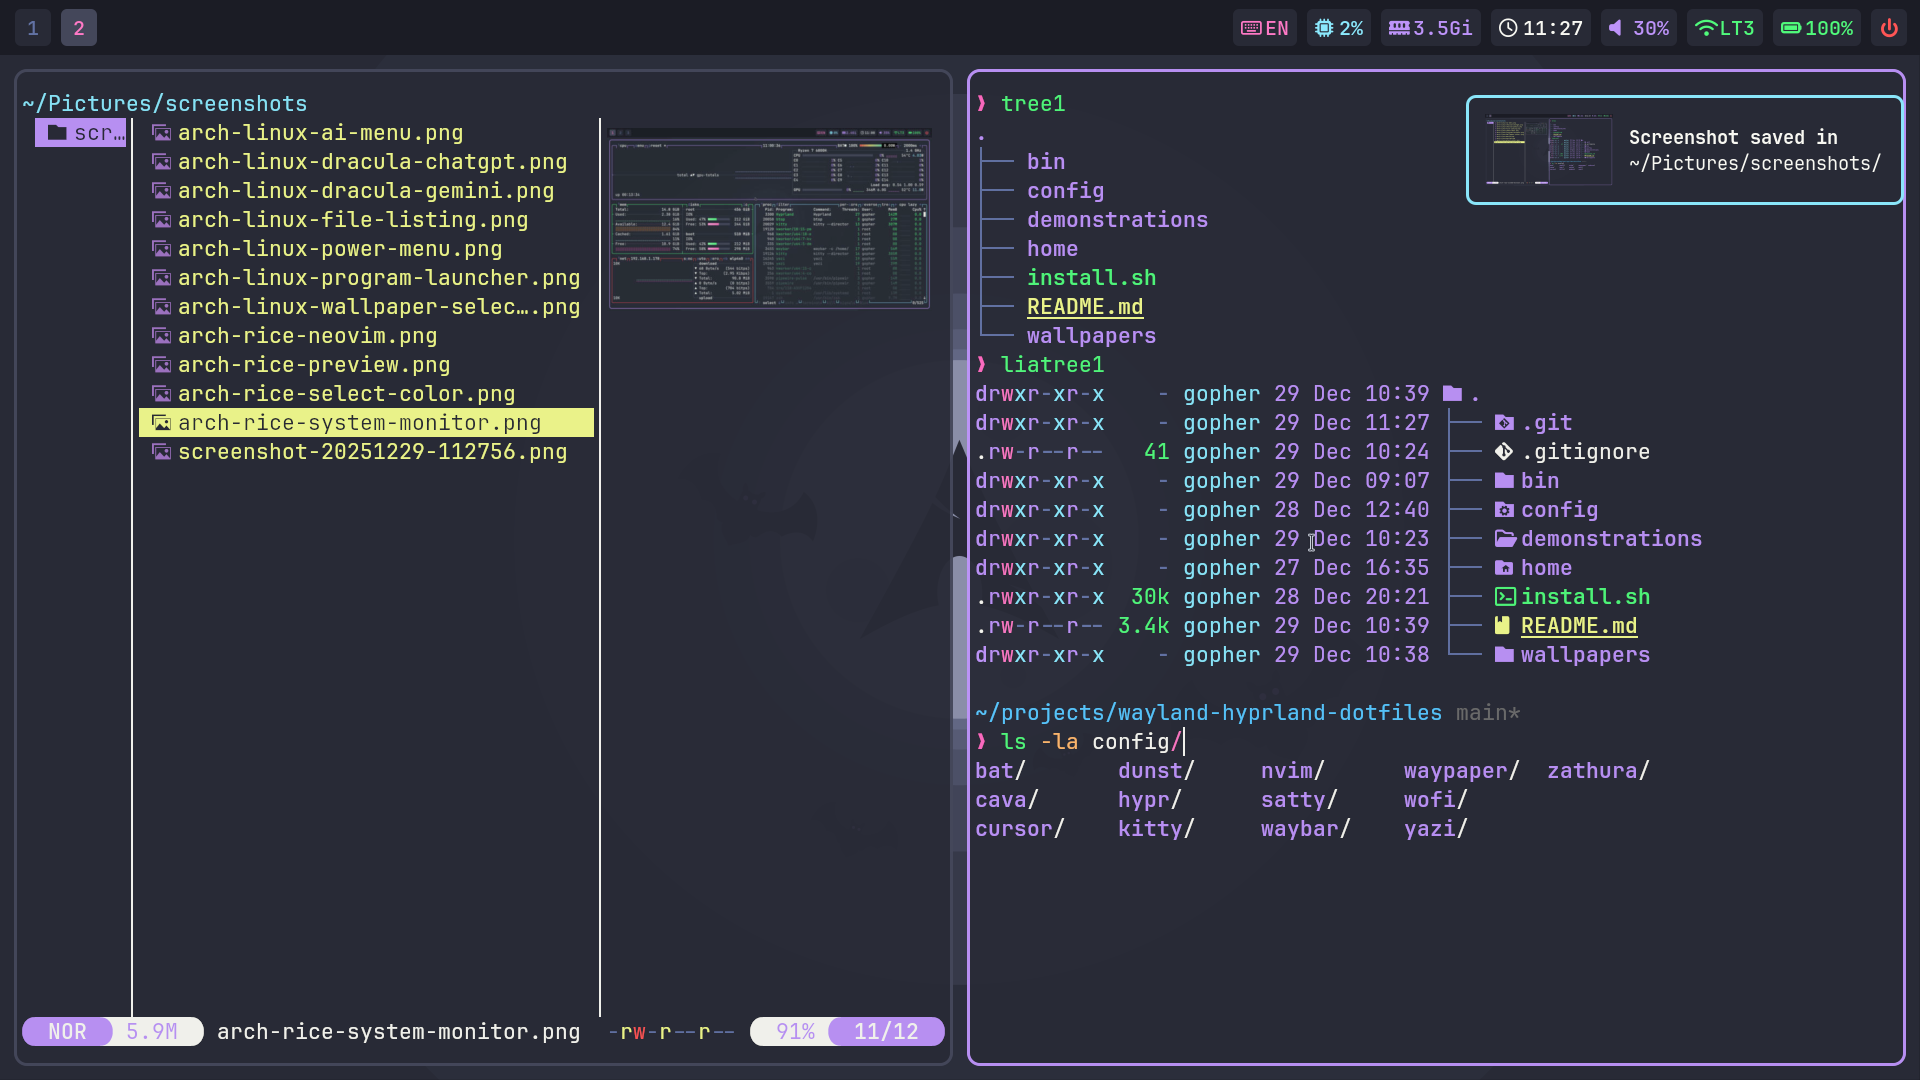 1 2 EN 2% 3.5Gi 11:27 30% LT3 100%
~/Pictures/screenshots
scr…
arch-linux-ai-menu.png
arch-linux-dracula-chatgpt.png
arch-linux-dracula-gemini.png
arch-linux-file-listing.png
arch-linux-power-menu.png
arch-linux-program-launcher.png
arch-linux-wallpaper-selec….png
arch-rice-neovim.png
arch-rice-preview.png
arch-rice-select-color.png
arch-rice-system-monitor.png
screenshot-20251229-112756.png
NOR 5.9M arch-rice-system-monitor.png -rw-r--r-- 91% 11/12
❱ tree1
.
├── bin
├── config
├── demonstrations
├── home
├── install.sh
├── README.md
└── wallpapers
❱ liatree1
drwxr-xr-x - gopher 29 Dec 10:39 .
drwxr-xr-x - gopher 29 Dec 11:27 ├── .git
.rw-r--r-- 41 gopher 29 Dec 10:24 ├── .gitignore
drwxr-xr-x - gopher 29 Dec 09:07 ├── bin
drwxr-xr-x - gopher 28 Dec 12:40 ├── config
drwxr-xr-x - gopher 29 Dec 10:23 ├── demonstrations
drwxr-xr-x - gopher 27 Dec 16:35 ├── home
.rwxr-xr-x 30k gopher 28 Dec 20:21 ├── install.sh
.rw-r--r-- 3.4k gopher 29 Dec 10:39 ├── README.md
drwxr-xr-x - gopher 29 Dec 10:38 └── wallpapers
~/projects/wayland-hyprland-dotfiles main*
❱ ls -la config/
bat/ dunst/ nvim/ waypaper/ zathura/
cava/ hypr/ satty/ wofi/
cursor/ kitty/ waybar/ yazi/
Screenshot saved in
~/Pictures/screenshots/